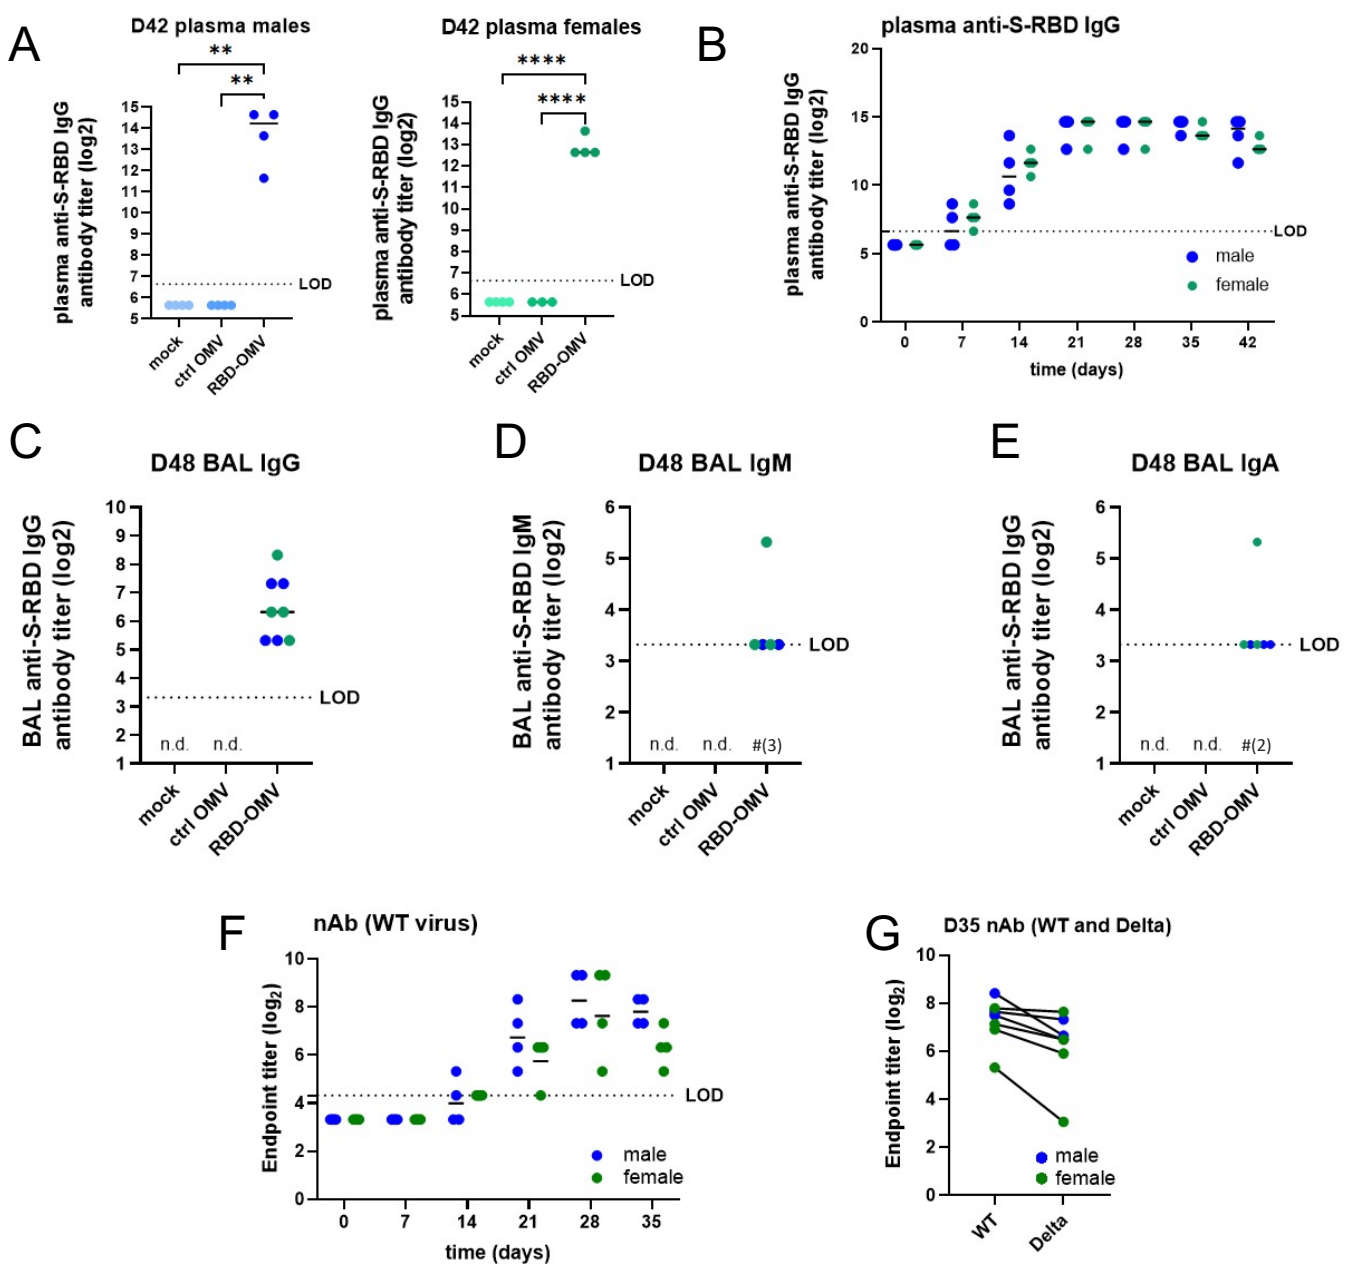 A
D42 plasma males
**
**
plasma anti-S-RBD IgG
antibody titer (log2)
15
14
13
12
11
10
9
8
7
6
5
LOD
mock
ctrl OMV
RBD-OMV
D42 plasma females
****
****
plasma anti-S-RBD IgG
antibody titer (log2)
15
14
13
12
11
10
9
8
7
6
5
LOD
mock
ctrl OMV
RBD-OMV
B
plasma anti-S-RBD IgG
plasma anti-S-RBD IgG
antibody titer (log2)
20
15
10
5
0
LOD
male
female
0 7 14 21 28 35 42
time (days)
C
D48 BAL IgG
BAL anti-S-RBD IgG
antibody titer (log2)
10
9
8
7
6
5
4
3
2
1
LOD
n.d. n.d.
mock
ctrl OMV
RBD-OMV
D
D48 BAL IgM
BAL anti-S-RBD IgM
antibody titer (log2)
6
5
4
3
2
1
LOD
n.d. n.d. #(3)
mock
ctrl OMV
RBD-OMV
E
D48 BAL IgA
BAL anti-S-RBD IgG
antibody titer (log2)
6
5
4
3
2
1
LOD
n.d. n.d. #(2)
mock
ctrl OMV
RBD-OMV
F
nAb (WT virus)
Endpoint titer (log2)
10
8
6
4
2
0
LOD
male
female
0 7 14 21 28 35
time (days)
G
D35 nAb (WT and Delta)
Endpoint titer (log2)
10
8
6
4
2
0
male
female
WT
Delta